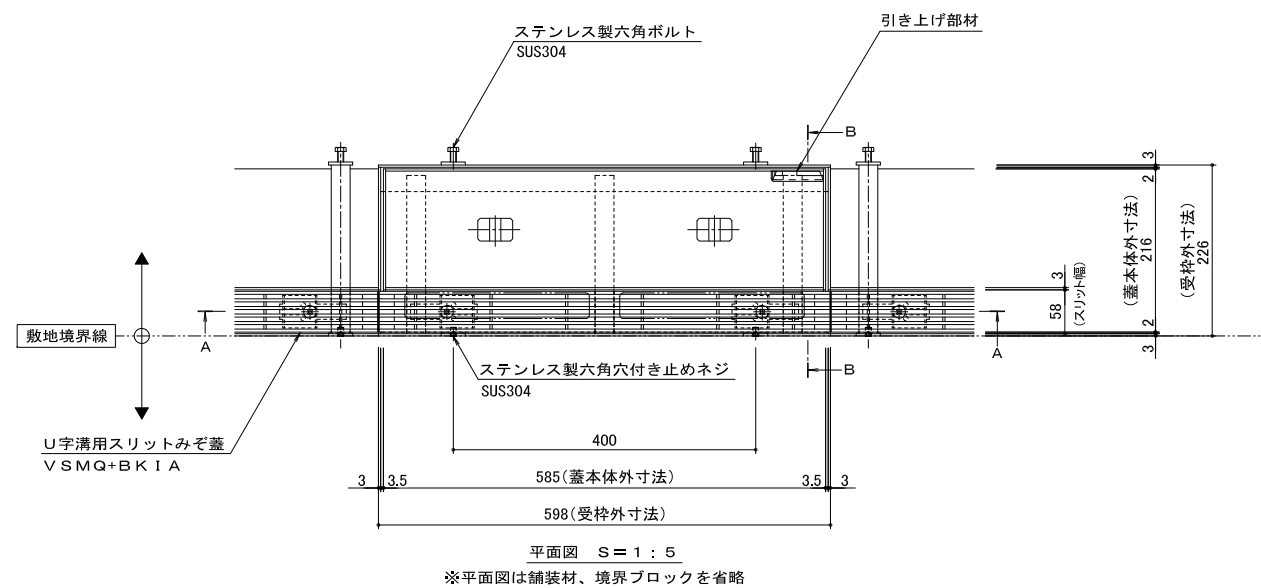 ステンレス製六角ボルト
SUS304
引き上げ部材
B
3
2
(蓋本体外寸法)
216
(受枠外寸法)
226
3
58
(スリット幅)
2
3
敷地境界線
A
A
ステンレス製六角穴付き止めネジ
SUS304
B
U字溝用スリットみぞ蓋
VSMQ+BKIA
400
3
3.5
585(蓋本体外寸法)
3.5
3
598(受枠外寸法)
平面図 S=1:5
※平面図は舗装材、境界ブロックを省略